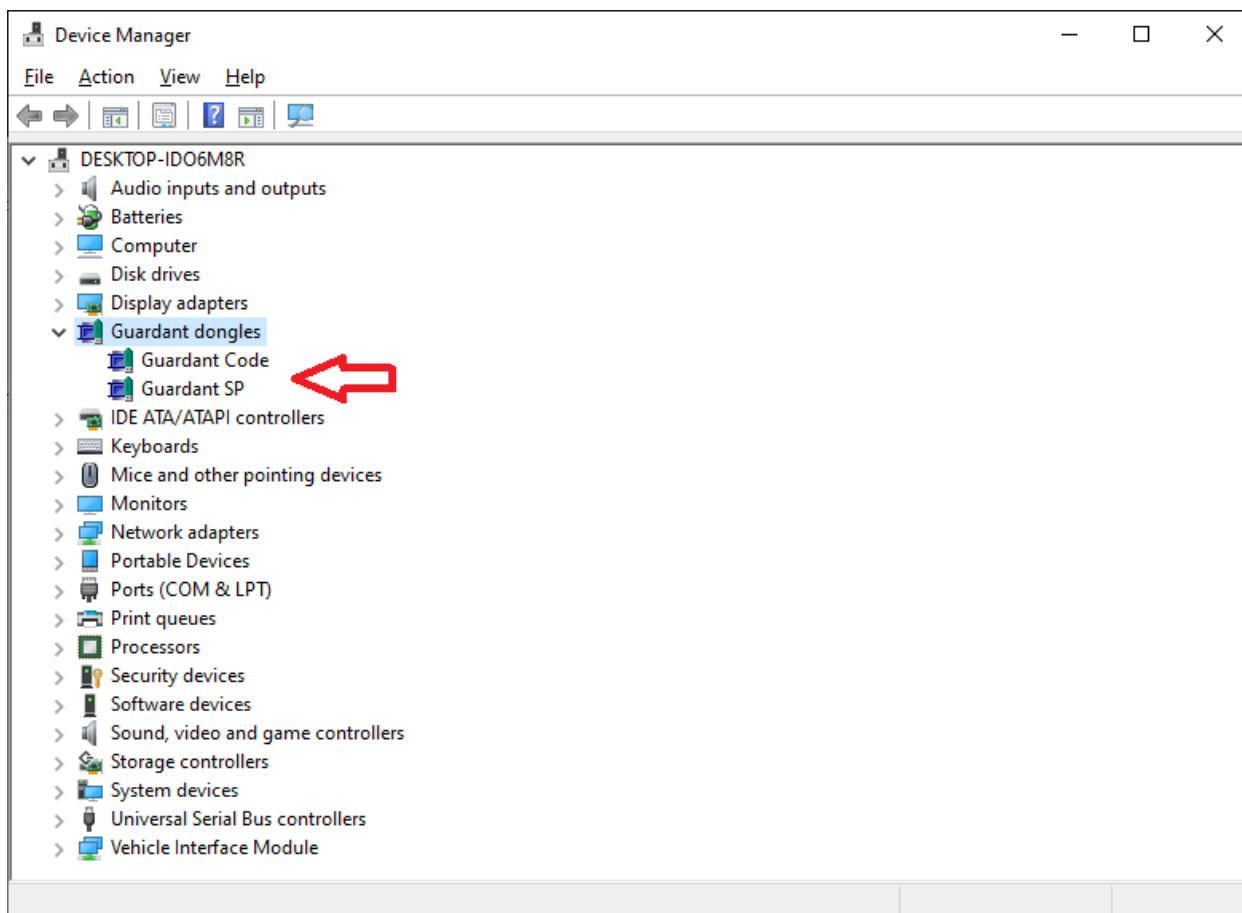 Device Manager
File Action View Help
DESKTOP-IDO6M8R
Audio inputs and outputs
Batteries
Computer
Disk drives
Display adapters
Guardant dongles
Guardant Code
Guardant SP
IDE ATA/ATAPI controllers
Keyboards
Mice and other pointing devices
Monitors
Network adapters
Portable Devices
Ports (COM & LPT)
Print queues
Processors
Security devices
Software devices
Sound, video and game controllers
Storage controllers
System devices
Universal Serial Bus controllers
Vehicle Interface Module